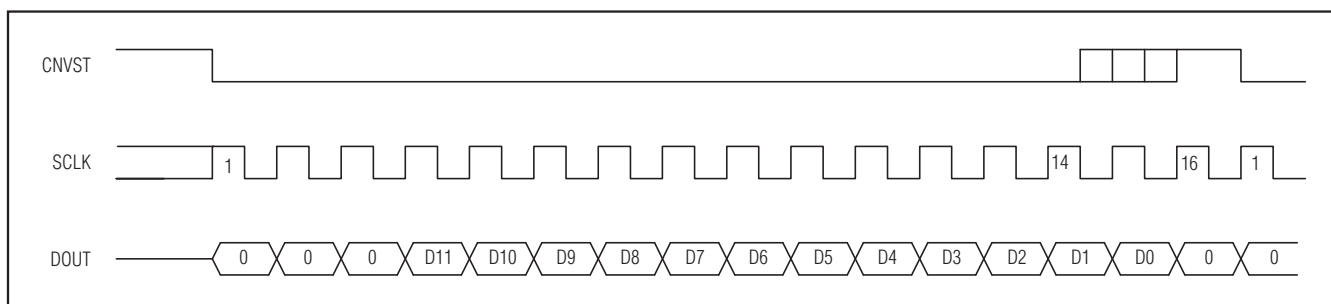 CNVST
SCLK 1 14 16 1
DOUT 0 0 0 D11 D10 D9 D8 D7 D6 D5 D4 D3 D2 D1 D0 0 0